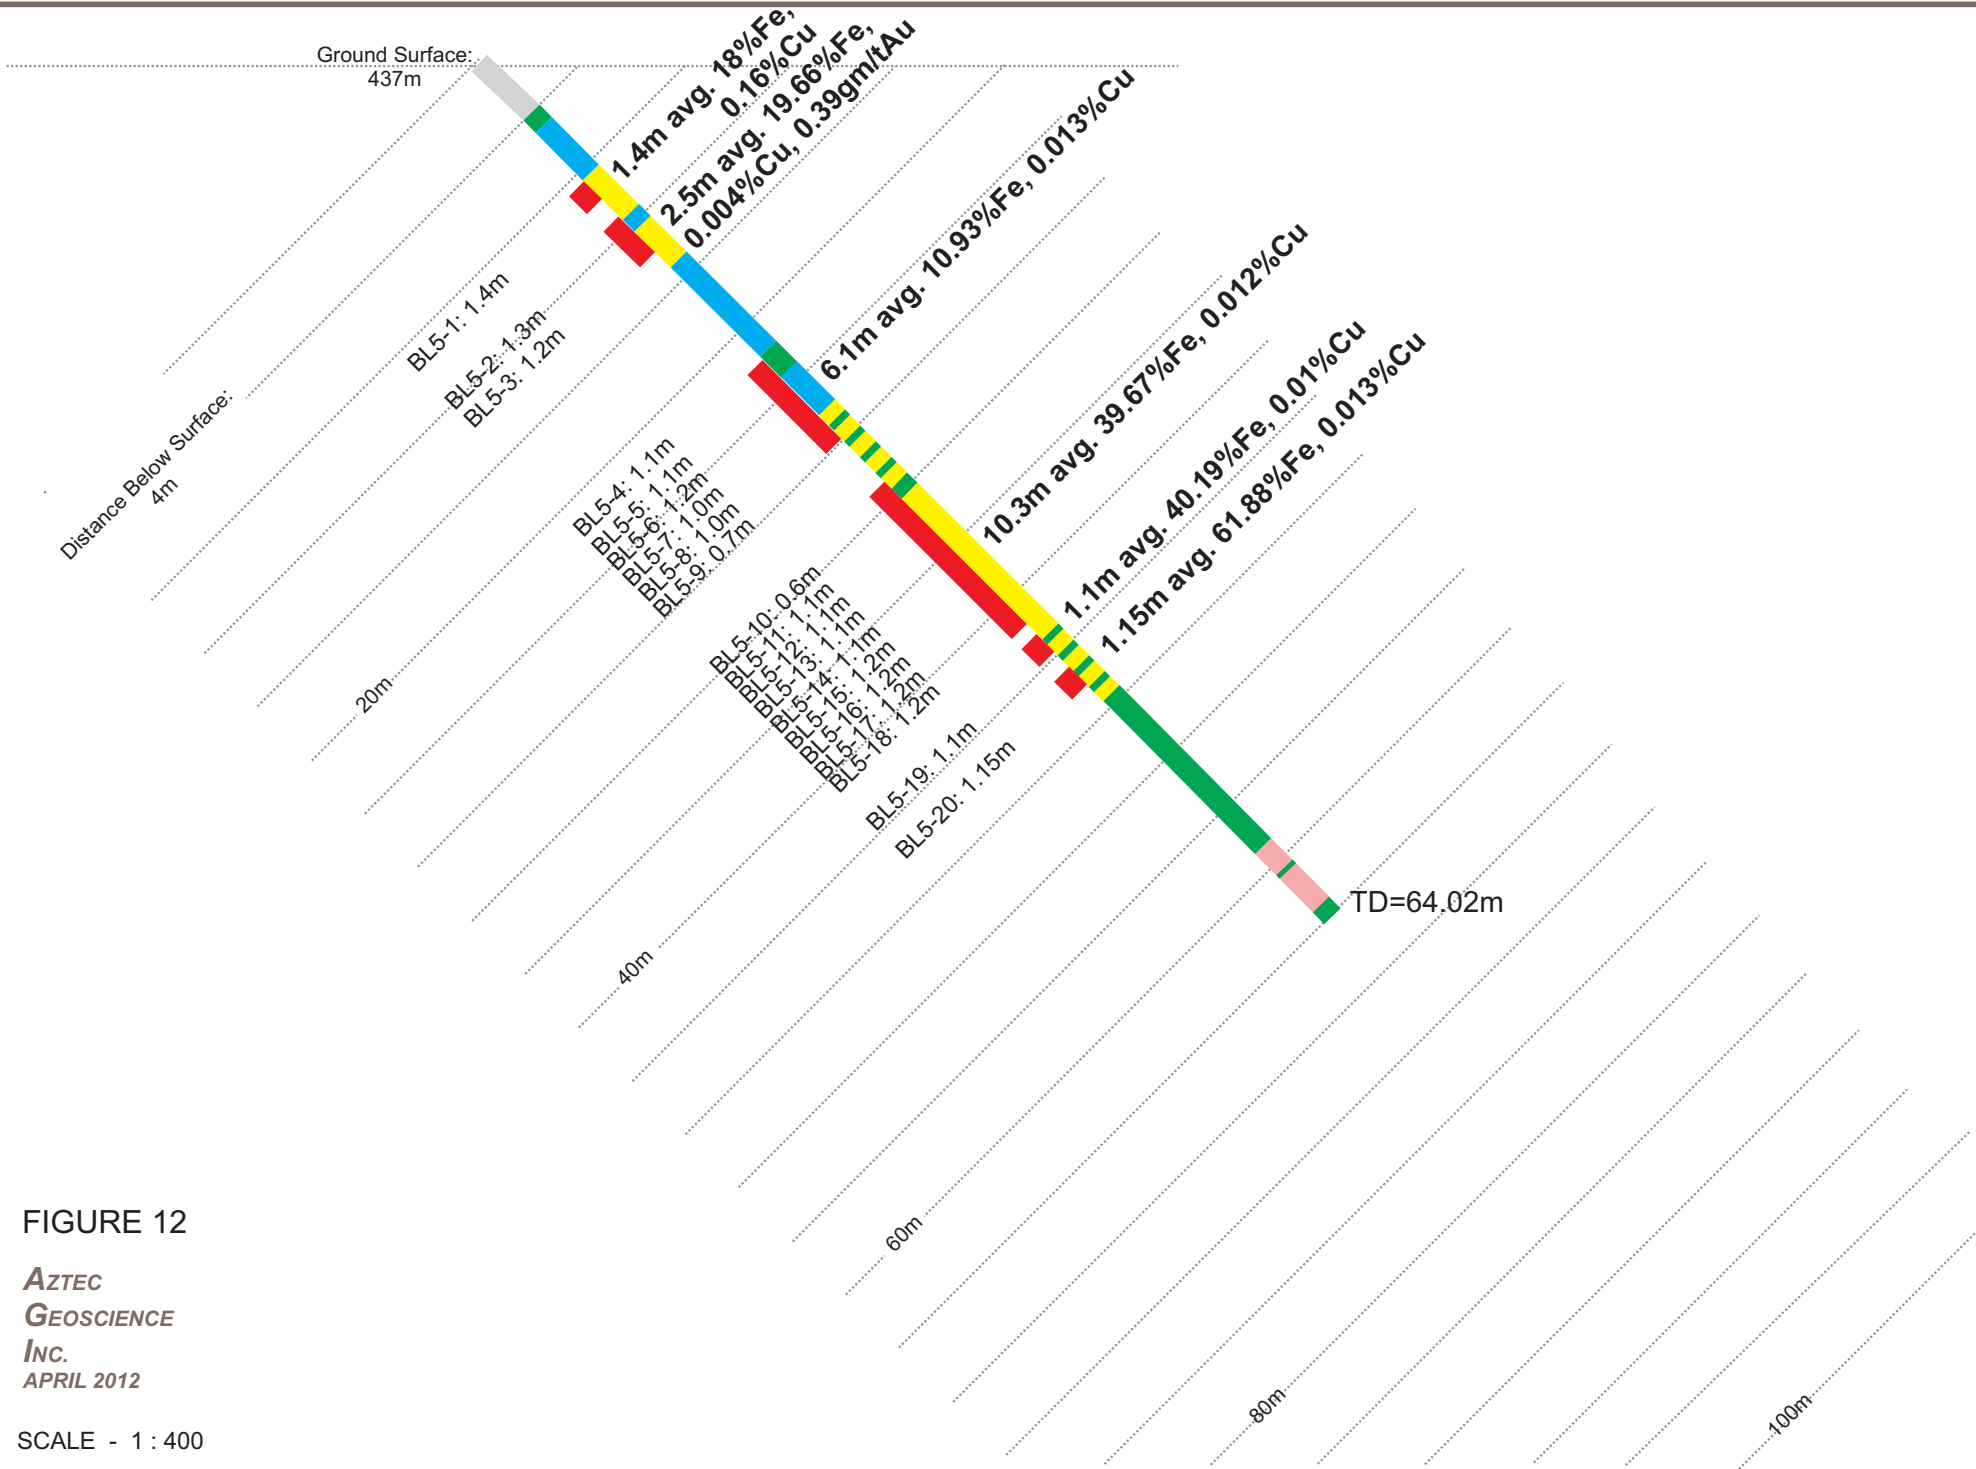 Ground Surface:
437m
1.4m avg. 18%Fe,
0.16%Cu
2.5m avg. 19.66%Fe,
0.004%Cu, 0.39gm/tAu
6.1m avg. 10.93%Fe, 0.013%Cu
10.3m avg. 39.67%Fe, 0.012%Cu
1.1m avg. 40.19%Fe, 0.01%Cu
1.15m avg. 61.88%Fe, 0.013%Cu
BL5-1: 1.4m
BL5-2: 1.3m
BL5-3: 1.2m
Distance Below Surface:
4m
BL5-4: 1.1m
BL5-5: 1.1m
BL5-6: 1.2m
BL5-7: 1.0m
BL5-8: 1.0m
BL5-9: 0.7m
BL5-10: 0.6m
BL5-11: 1.1m
BL5-12: 1.1m
BL5-13: 1.1m
BL5-14: 1.1m
BL5-15: 1.2m
BL5-16: 1.2m
BL5-17: 1.2m
BL5-18: 1.2m
BL5-19: 1.1m
BL5-20: 1.15m
20m
40m
60m
80m
100m
TD=64.02m
FIGURE 12
AZTEC
GEOSCIENCE
INC.
APRIL 2012
SCALE - 1 : 400